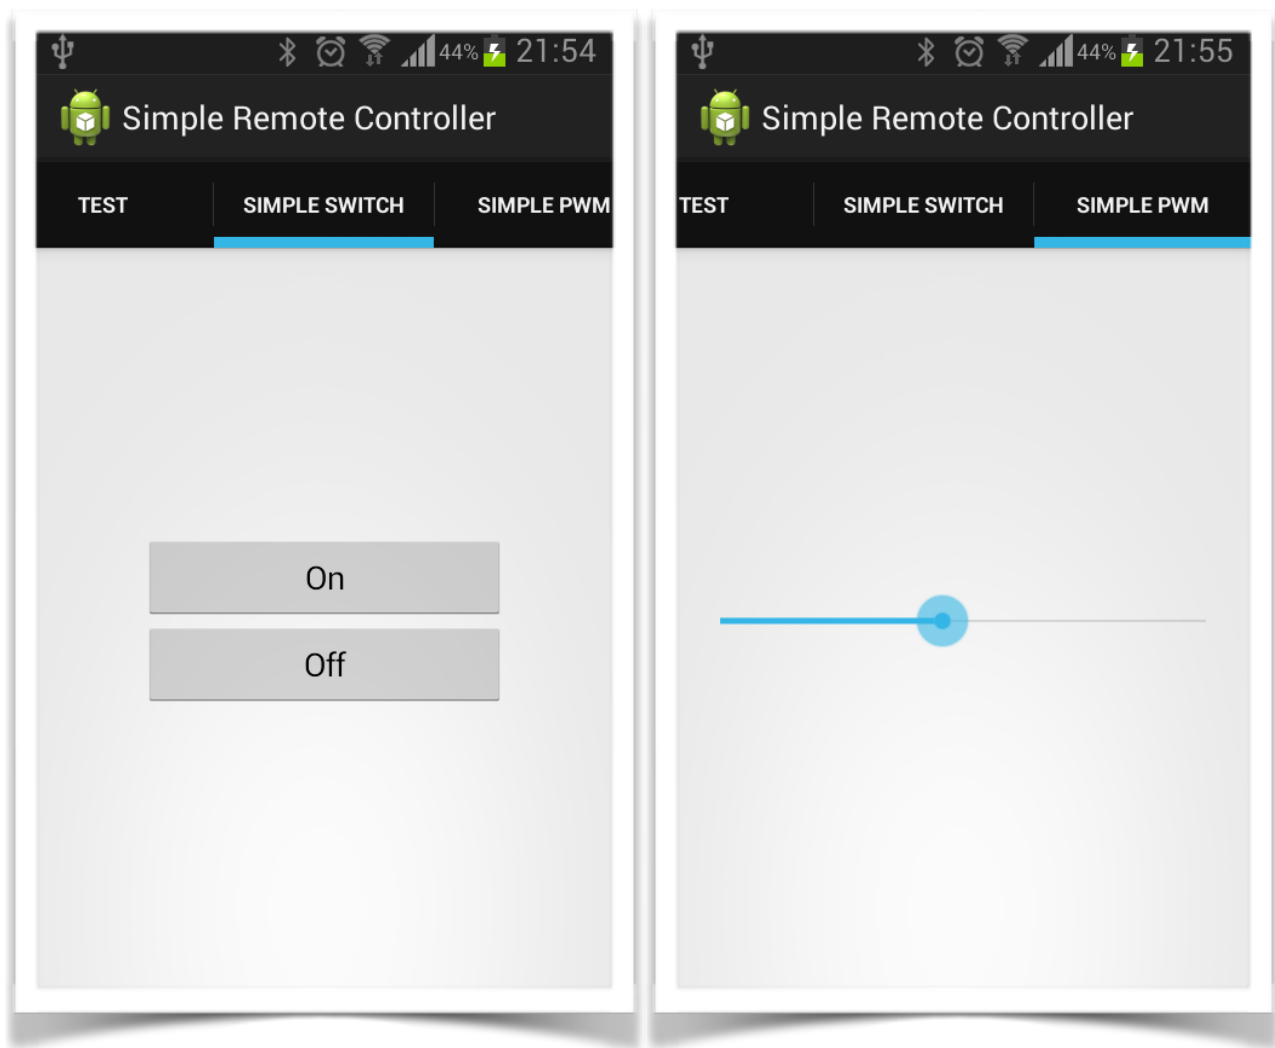 44% 21:54
Simple Remote Controller
TEST SIMPLE SWITCH SIMPLE PWM
On
Off
44% 21:55
Simple Remote Controller
TEST SIMPLE SWITCH SIMPLE PWM